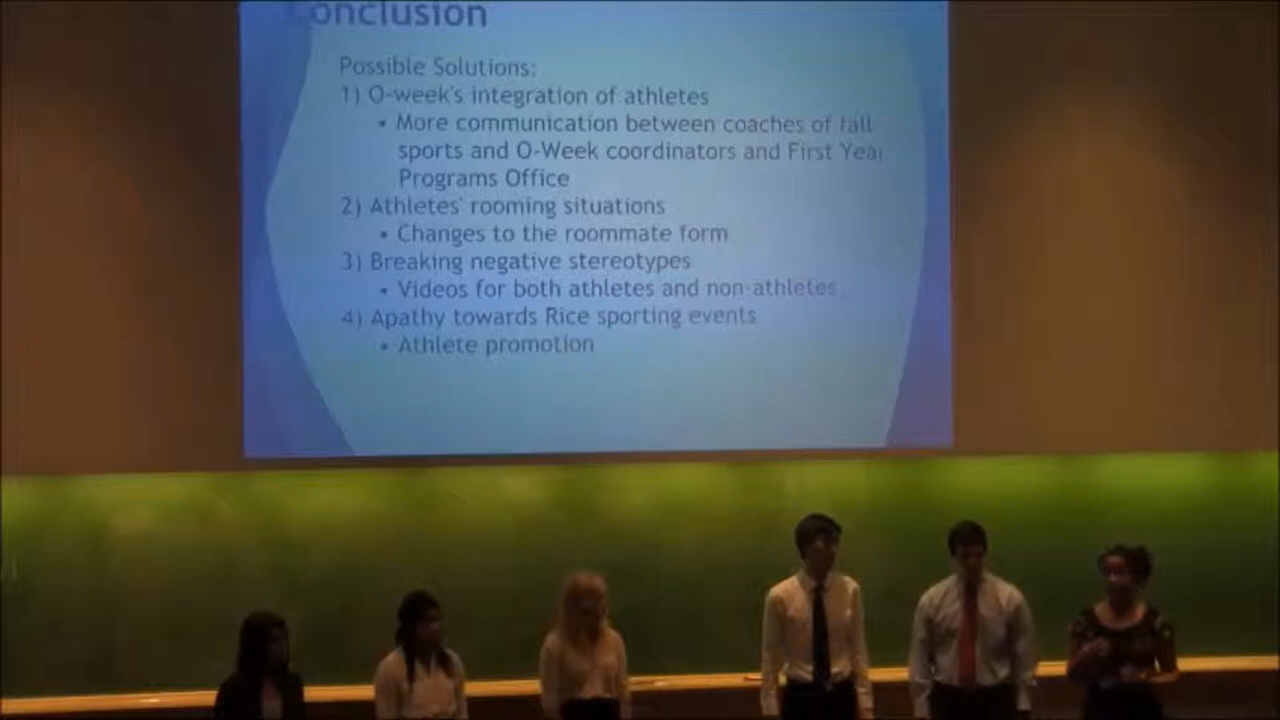 Conclusion
Possible Solutions:
1) O-week's integration of athletes
• More communication between coaches of fall
sports and O-Week coordinators and First Year
Programs Office
2) Athletes' rooming situations
• Changes to the roommate form
3) Breaking negative stereotypes
• Videos for both athletes and non-athletes
4) Apathy towards Rice sporting events
• Athlete promotion